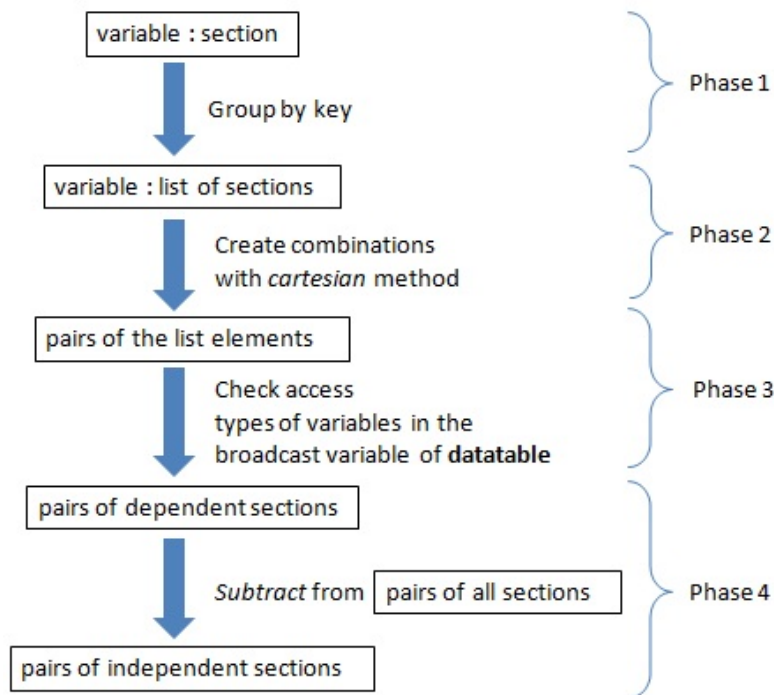 variable : section
Group by key
Phase 1
variable : list of sections
Create combinations
with cartesian method
Phase 2
pairs of the list elements
Check access
types of variables in the
broadcast variable of datatable
Phase 3
pairs of dependent sections
Subtract from pairs of all sections
Phase 4
pairs of independent sections